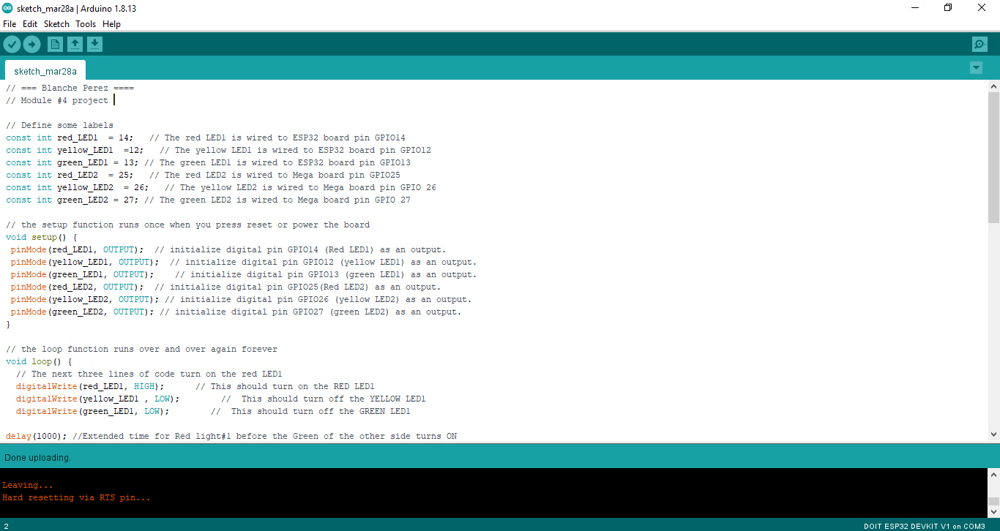 sketch_mar28a | Arduino 1.8.13
File Edit Sketch Tools Help
sketch_mar28a
// === Blanche Perez ====
// Module #4 project
// Define some labels
const int red_LED1  = 14;   // The red LED1 is wired to ESP32 board pin GPIO14
const int yellow_LED1  =12;   // The yellow LED1 is wired to ESP32 board pin GPIO12
const int green_LED1 = 13; // The green LED1 is wired to ESP32 board pin GPIO13
const int red_LED2  = 25;   // The red LED2 is wired to Mega board pin GPIO25
const int yellow_LED2  = 26;   // The yellow LED2 is wired to Mega board pin GPIO 26
const int green_LED2 = 27; // The green LED2 is wired to Mega board pin GPIO 27
// the setup function runs once when you press reset or power the board
void setup() {
 pinMode(red_LED1, OUTPUT);  // initialize digital pin GPIO14 (Red LED1) as an output.
 pinMode(yellow_LED1, OUTPUT);  // initialize digital pin GPIO12 (yellow LED1) as an output.
 pinMode(green_LED1, OUTPUT);    // initialize digital pin GPIO13 (green LED1) as an output.
 pinMode(red_LED2, OUTPUT);  // initialize digital pin GPIO25(Red LED2) as an output.
 pinMode(yellow_LED2, OUTPUT); // initialize digital pin GPIO26 (yellow LED2) as an output.
 pinMode(green_LED2, OUTPUT); // initialize digital pin GPIO27 (green LED2) as an output.
}
// the loop function runs over and over again forever
void loop() {
  // The next three lines of code turn on the red LED1
  digitalWrite(red_LED1, HIGH);      // This should turn on the RED LED1
  digitalWrite(yellow_LED1 , LOW);        //  This should turn off the YELLOW LED1
  digitalWrite(green_LED1, LOW);        //  This should turn off the GREEN LED1
delay(1000); //Extended time for Red light#1 before the Green of the other side turns ON
Done uploading.
Leaving...
Hard resetting via RTS pin...
2
DOIT ESP32 DEVKIT V1 on COM3